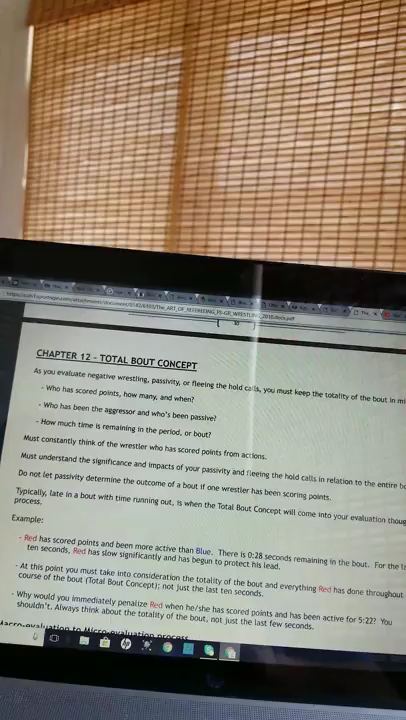 The_ART_OF_REFEREEING_FS-GR_WRESTLING_2010.docx.pdf
30
CHAPTER 12 - TOTAL BOUT CONCEPT
As you evaluate negative wrestling, passivity, or fleeing the hold calls, you must keep the totality of the bout in
- Who has scored points, how many, and when?
- Who has been the aggressor and who's been passive?
- How much time is remaining in the period, or bout?
Must constantly think of the wrestler who has scored points from actions.
Must understand the significance and impacts of your passivity and fleeing the hold calls in relation to the entire
Do not let passivity determine the outcome of a bout if one wrestler has been scoring points.
Typically, late in a bout with time running out, is when the Total Bout Concept will come into your evaluation
process.
Example:
- Red has scored points and been more active than Blue. There is 0:28 seconds remaining in the bout. For the
ten seconds, Red has slow significantly and has begun to protect his lead.
- At this point you must take into consideration the totality of the bout and everything Red has done throughout
course of the bout (Total Bout Concept); not just the last ten seconds.
- Why would you immediately penalize Red when he/she has scored points and has been active for 5:22? You
shouldn't. Always think about the totality of the bout, not just the last few seconds.
Macro-evaluation to Micro-evaluation process